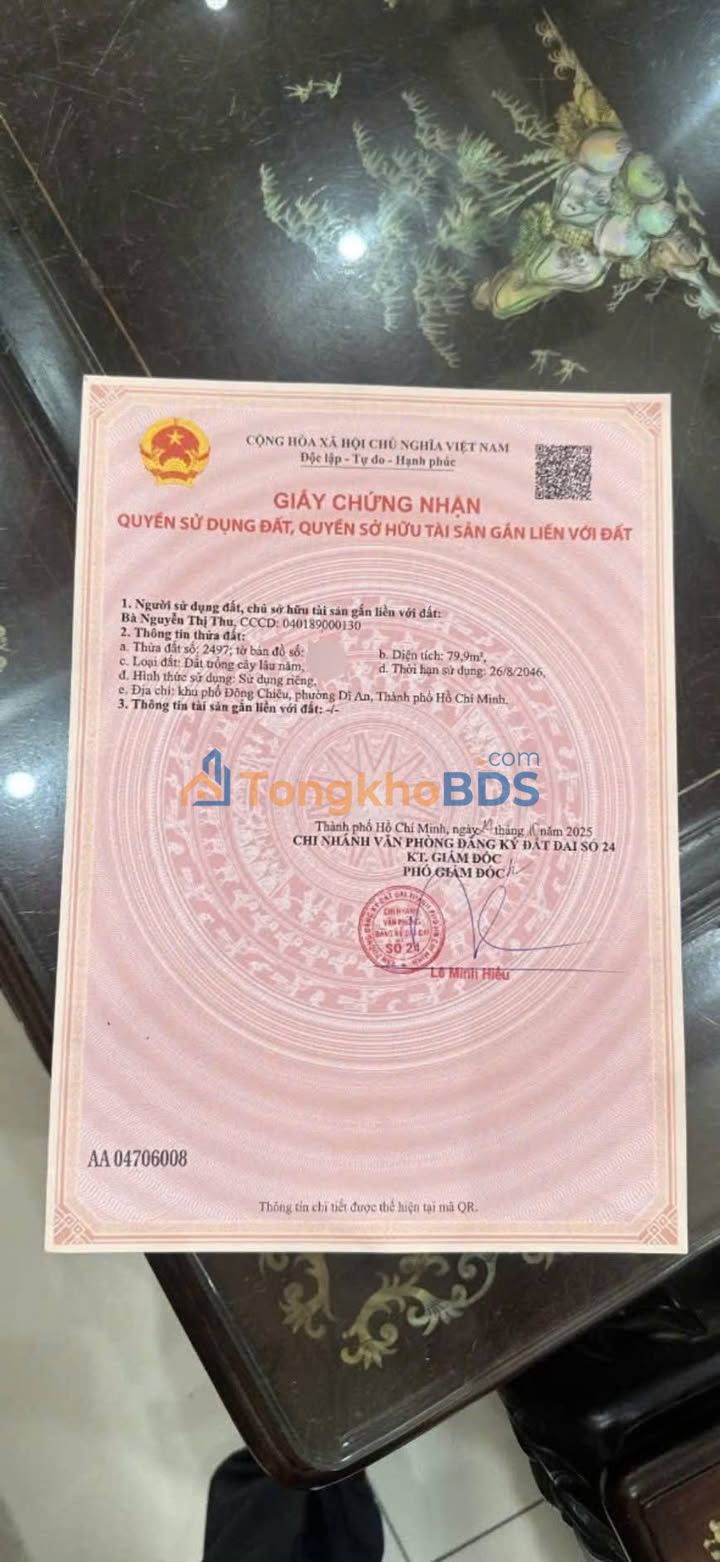 CỘNG HÒA XÃ HỘI CHỦ NGHĨA VIỆT NAM
Độc lập - Tự do - Hạnh phúc
GIẤY CHỨNG NHẬN
QUYỀN SỬ DỤNG ĐẤT, QUYỀN SỞ HỮU TÀI SẢN GẮN LIỀN VỚI ĐẤT
1. Người sử dụng đất, chủ sở hữu tài sản gắn liền với đất:
Bà Nguyễn Thị Thu, CCCD: 040189000130
2. Thông tin thửa đất:
a. Thửa đất số: 2497; tờ bản đồ số: b. Diện tích: 79,9m²,
c. Loại đất: Đất trồng cây lâu năm, d. Thời hạn sử dụng: 26/8/2046,
đ. Hình thức sử dụng: Sử dụng riêng,
e. Địa chỉ: khu phố Đông Chiêu, phường Dĩ An, Thành phố Hồ Chí Minh.
3. Thông tin tài sản gắn liền với đất: -/-
TongkhoBDS.com
Thành phố Hồ Chí Minh, ngày tháng năm 2025
CHI NHÁNH VĂN PHÒNG ĐĂNG KÝ ĐẤT ĐAI SỐ 24
KT. GIÁM ĐỐC
PHÓ GIÁM ĐỐC
CHI NHÁNH
VĂN PHÒNG
ĐĂNG KÝ ĐẤT ĐAI
SỐ 24
Lê Minh Hiếu
AA 04706008
Thông tin chi tiết được thể hiện tại mã QR.